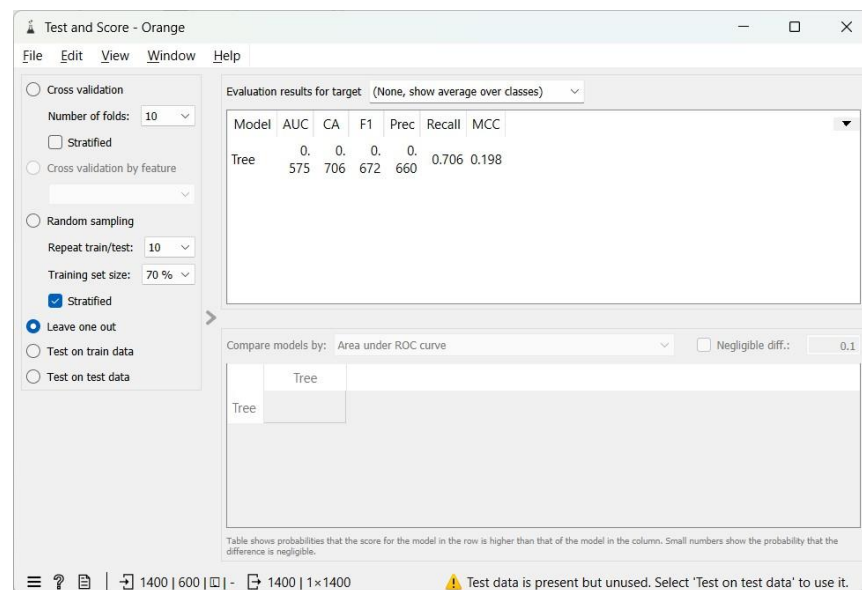 Test and Score - Orange
File Edit View Window Help
Cross validation
Number of folds: 10
Stratified
Cross validation by feature
Random sampling
Repeat train/test: 10
Training set size: 70 %
Stratified
Leave one out
Test on train data
Test on test data
Evaluation results for target (None, show average over classes)
Model AUC CA F1 Prec Recall MCC
Tree 0.575 0.706 0.672 0.660 0.706 0.198
Compare models by: Area under ROC curve Negligible diff.: 0.1
Tree
Tree
Table shows probabilities that the score for the model in the row is higher than that of the model in the column. Small numbers show the probability that the
difference is negligible.
1400 | 600 | - 1400 | 1×1400 Test data is present but unused. Select 'Test on test data' to use it.